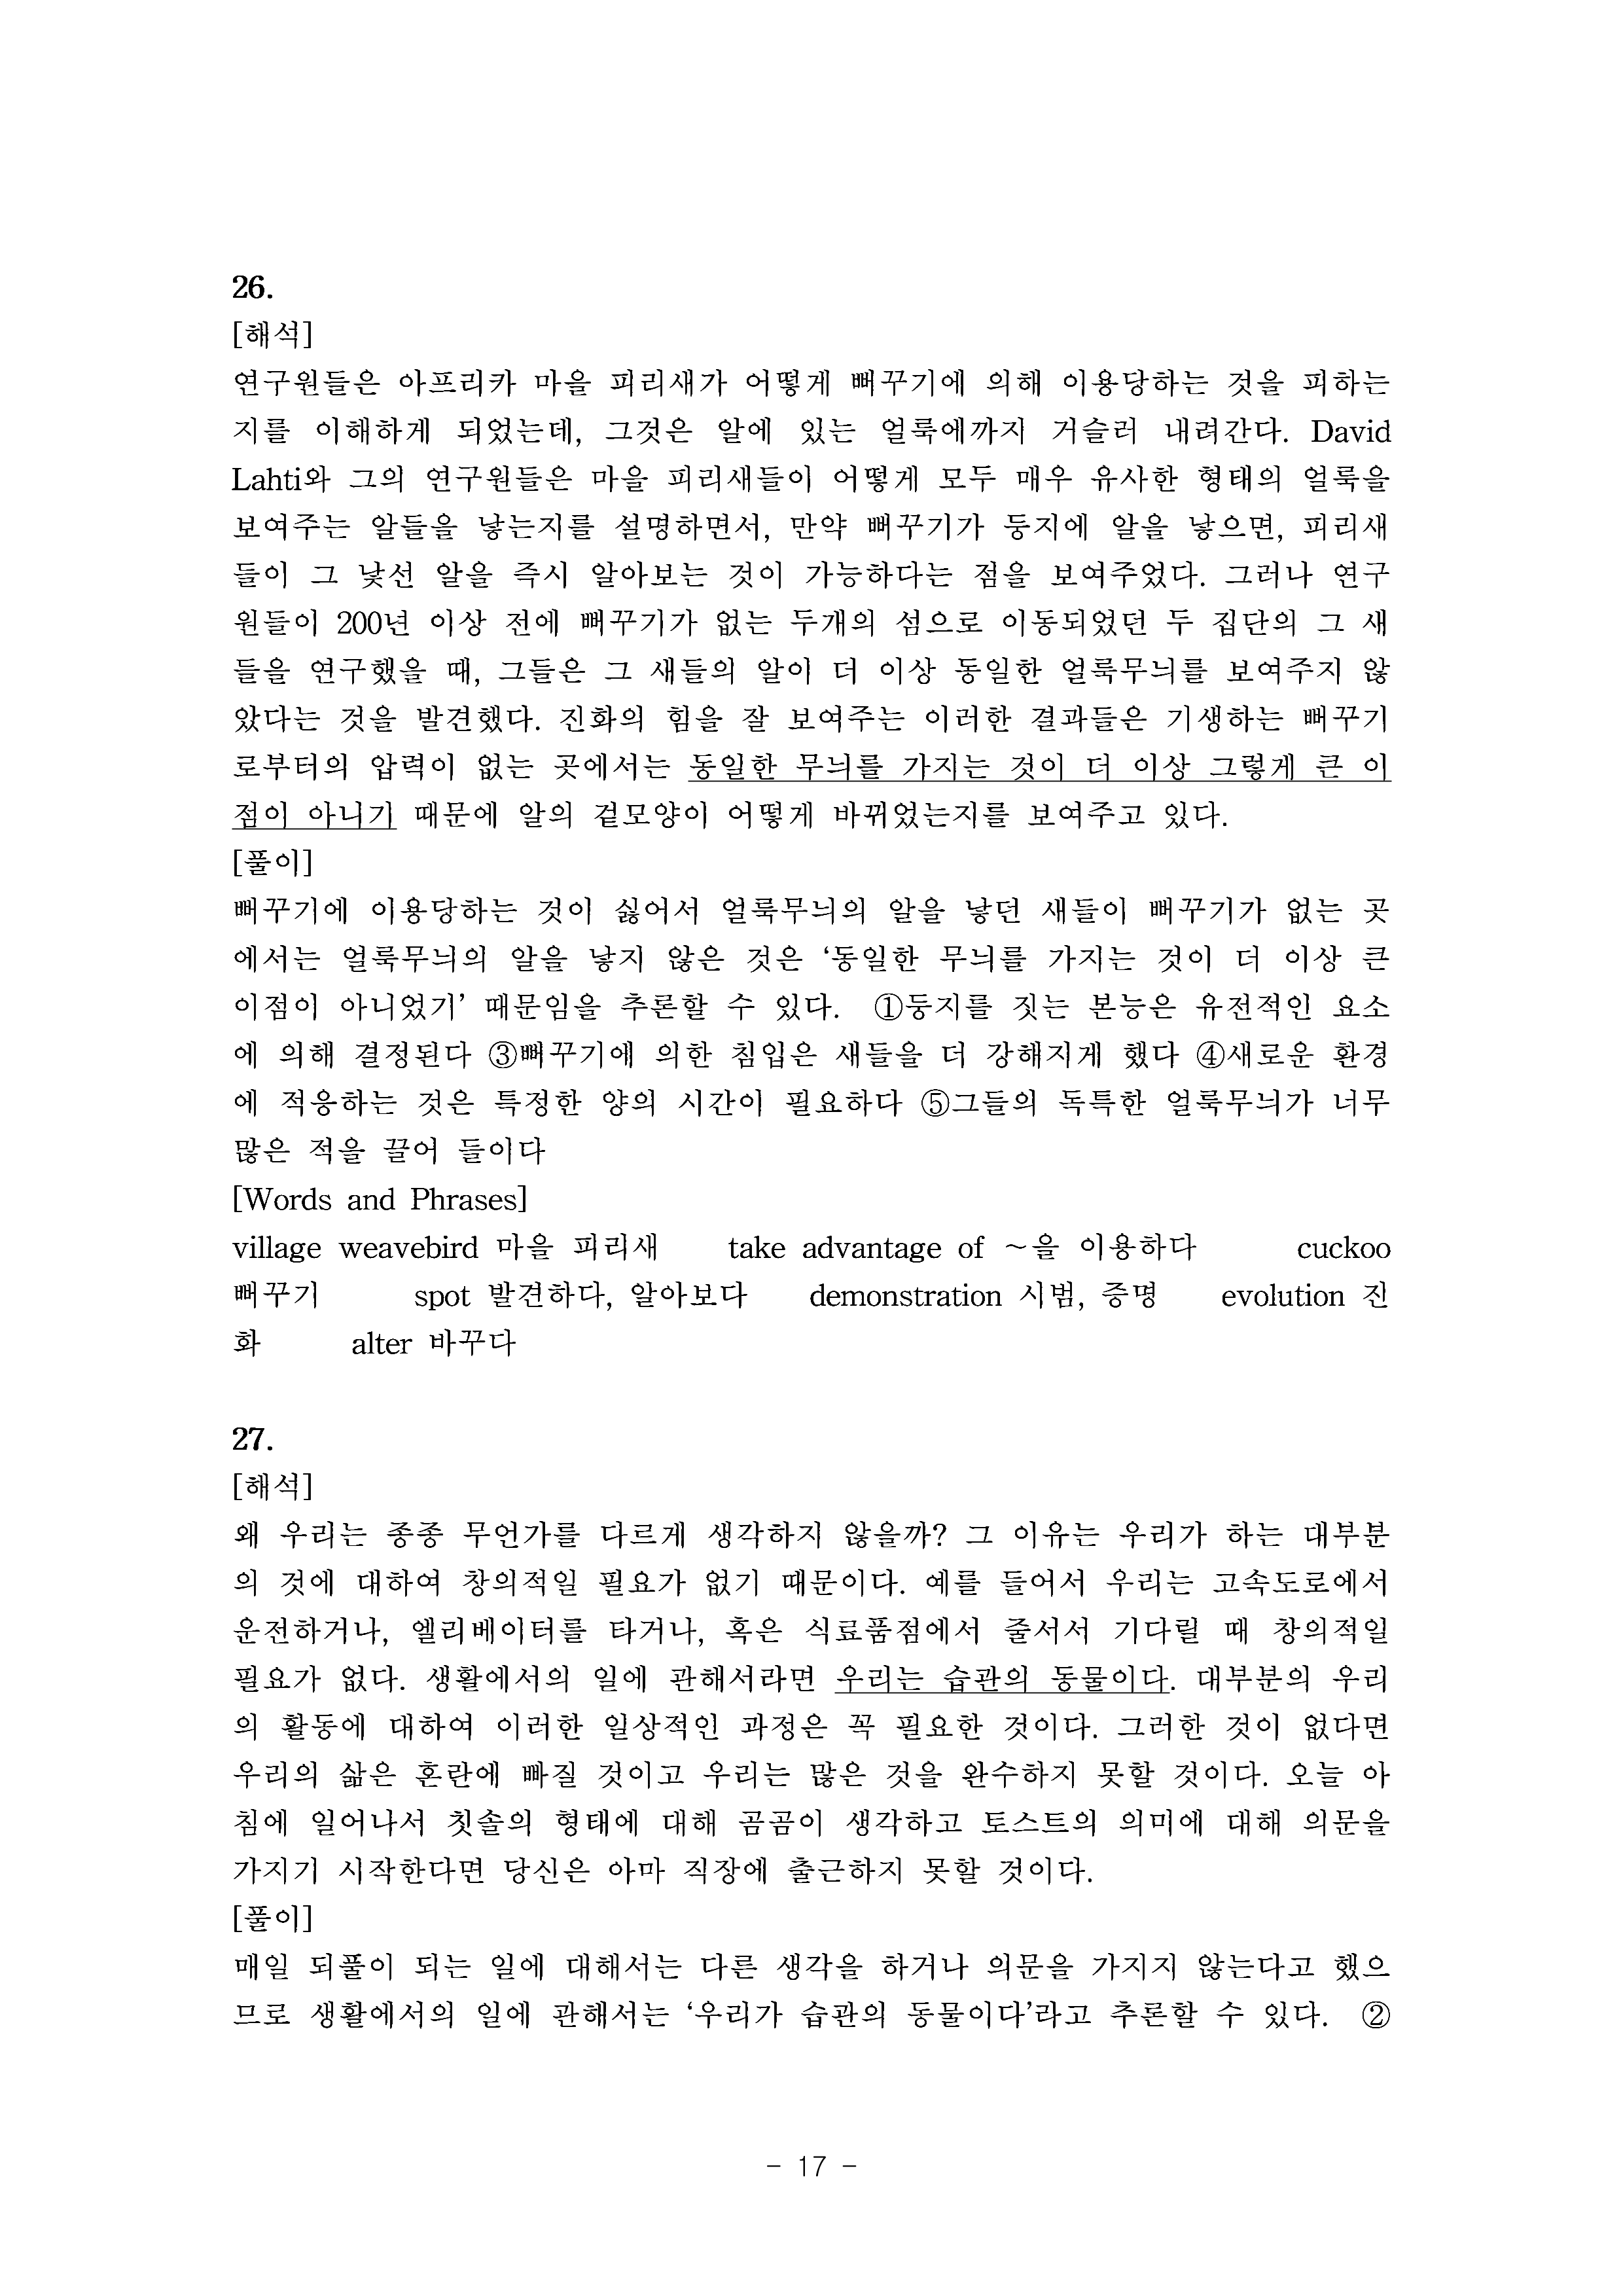 26.
[해석]
연구원들은 아프리카 마을 피리새가 어떻게 뻐꾸기에 의해 이용당하는 것을 피하는
지를 이해하게 되었는데, 그것은 알에 있는 얼룩에까지 거슬러 내려간다. David
Lahti와 그의 연구원들은 마을 피리새들이 어떻게 모두 매우 유사한 형태의 얼룩을
보여주는 알들을 낳는지를 설명하면서, 만약 뻐꾸기가 둥지에 알을 낳으면, 피리새
들이 그 낯선 알을 즉시 알아보는 것이 가능하다는 점을 보여주었다. 그러나 연구
원들이 200년 이상 전에 뻐꾸기가 없는 두개의 섬으로 이동되었던 두 집단의 그 새
들을 연구했을 때, 그들은 그 새들의 알이 더 이상 동일한 얼룩무늬를 보여주지 않
았다는 것을 발견했다. 진화의 힘을 잘 보여주는 이러한 결과들은 기생하는 뻐꾸기
로부터의 압력이 없는 곳에서는 동일한 무늬를 가지는 것이 더 이상 그렇게 큰 이
점이 아니기 때문에 알의 겉모양이 어떻게 바뀌었는지를 보여주고 있다.
[풀이]
뻐꾸기에 이용당하는 것이 싫어서 얼룩무늬의 알을 낳던 새들이 뻐꾸기가 없는 곳
에서는 얼룩무늬의 알을 낳지 않은 것은 ‘동일한 무늬를 가지는 것이 더 이상 큰
이점이 아니었기’ 때문임을 추론할 수 있다. ①둥지를 짓는 본능은 유전적인 요소
에 의해 결정된다 ③뻐꾸기에 의한 침입은 새들을 더 강해지게 했다 ④새로운 환경
에 적응하는 것은 특정한 양의 시간이 필요하다 ⑤그들의 독특한 얼룩무늬가 너무
많은 적을 끌어 들이다
[Words and Phrases]
village weavebird 마을 피리새 take advantage of ~을 이용하다 cuckoo
뻐꾸기 spot 발견하다, 알아보다 demonstration 시범, 증명 evolution 진
화 alter 바꾸다
27.
[해석]
왜 우리는 종종 무언가를 다르게 생각하지 않을까? 그 이유는 우리가 하는 대부분
의 것에 대하여 창의적일 필요가 없기 때문이다. 예를 들어서 우리는 고속도로에서
운전하거나, 엘리베이터를 타거나, 혹은 식료품점에서 줄서서 기다릴 때 창의적일
필요가 없다. 생활에서의 일에 관해서라면 우리는 습관의 동물이다. 대부분의 우리
의 활동에 대하여 이러한 일상적인 과정은 꼭 필요한 것이다. 그러한 것이 없다면
우리의 삶은 혼란에 빠질 것이고 우리는 많은 것을 완수하지 못할 것이다. 오늘 아
침에 일어나서 칫솔의 형태에 대해 곰곰이 생각하고 토스트의 의미에 대해 의문을
가지기 시작한다면 당신은 아마 직장에 출근하지 못할 것이다.
[풀이]
매일 되풀이 되는 일에 대해서는 다른 생각을 하거나 의문을 가지지 않는다고 했으
므로 생활에서의 일에 관해서는 ‘우리가 습관의 동물이다’라고 추론할 수 있다. ②
- 17 -